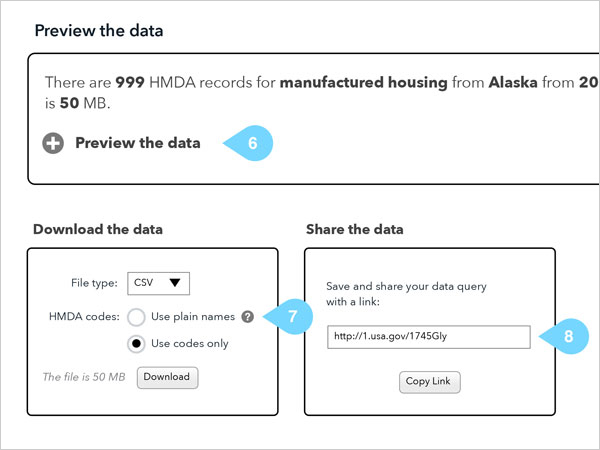 Preview the data
There are 999 HMDA records for manufactured housing from Alaska from 20
is 50 MB.
Preview the data
6
Download the data
File type: CSV
HMDA codes: Use plain names ?
7
Use codes only
The file is 50 MB Download
Share the data
Save and share your data query
with a link:
http://1.usa.gov/1745Gly
8
Copy Link